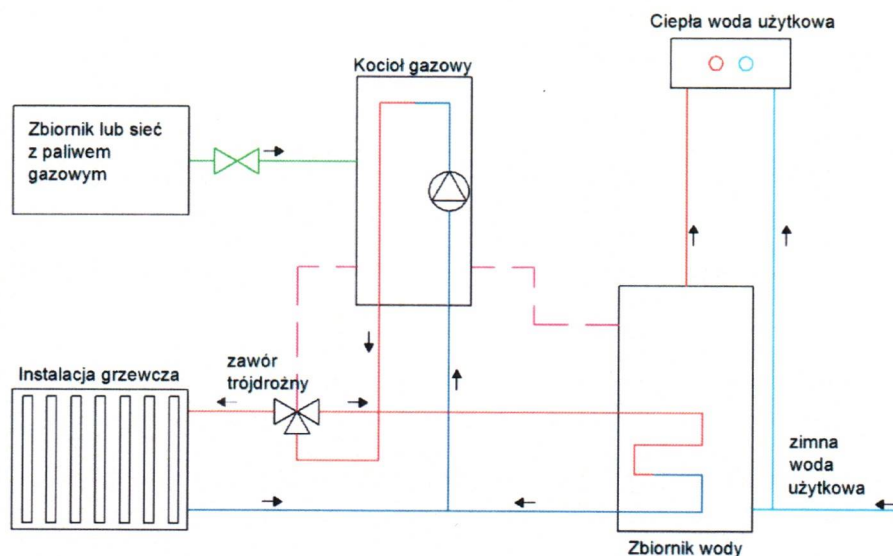 Ciepła woda użytkowa
Kocioł gazowy
Zbiornik lub sieć
z paliwem
gazowym
zawór
trójdrożny
Instalacja grzewcza
zimna
woda
użytkowa
Zbiornik wody